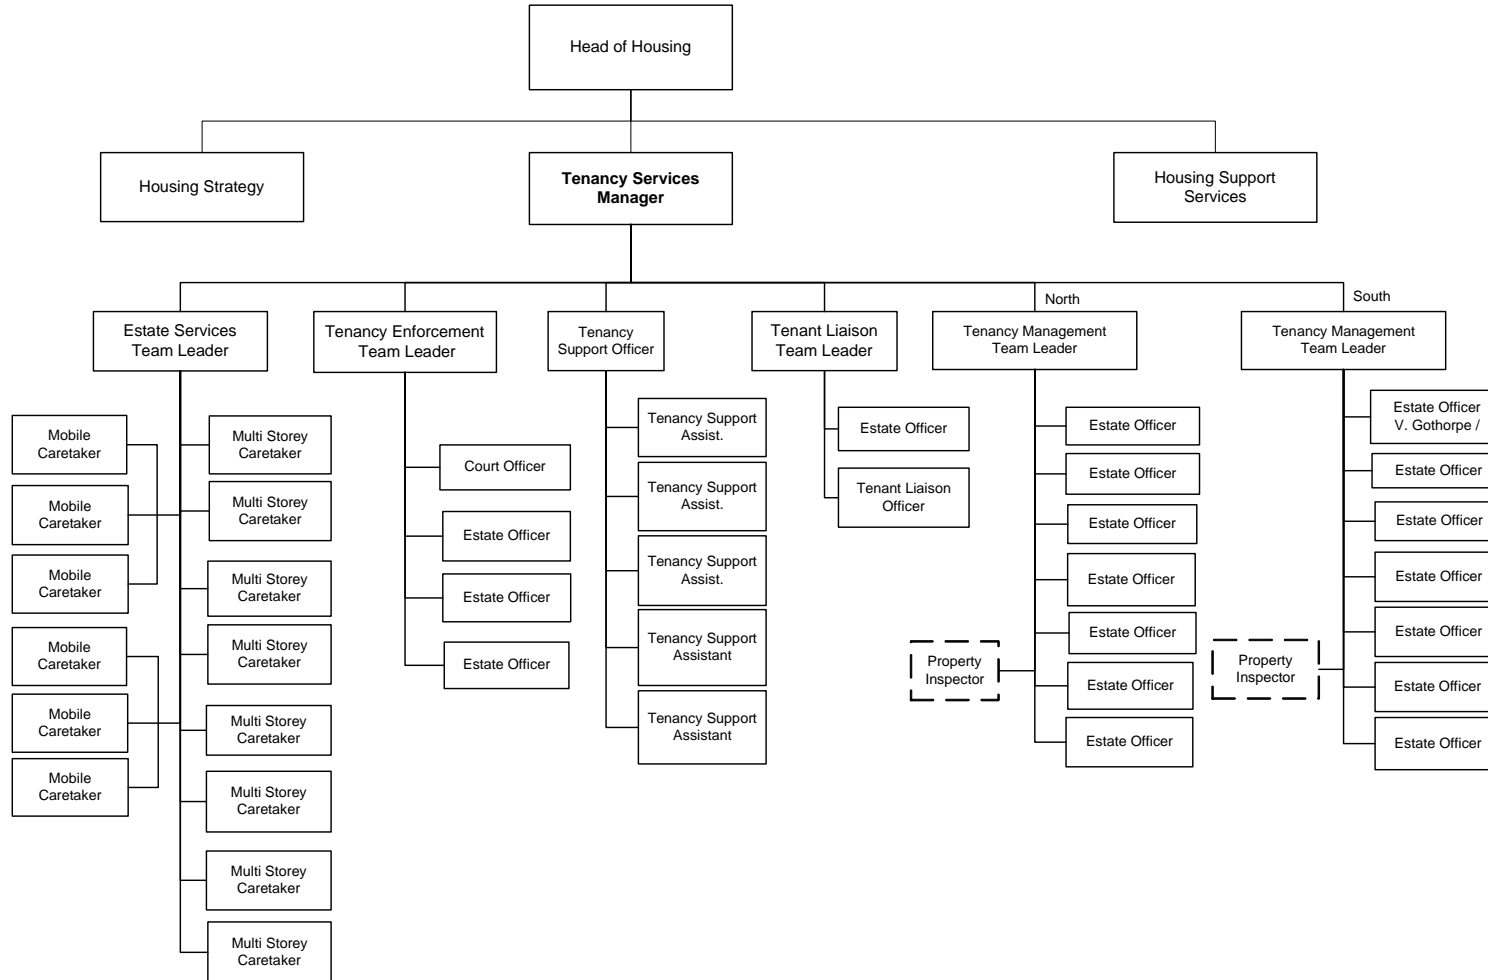 Head of Housing
Housing Strategy
Tenancy Services
Manager
Housing Support
Services
North
South
Estate Services
Team Leader
Tenancy Enforcement
Team Leader
Tenancy
Support Officer
Tenant Liaison
Team Leader
Tenancy Management
Team Leader
Tenancy Management
Team Leader
Mobile
Caretaker
Mobile
Caretaker
Mobile
Caretaker
Mobile
Caretaker
Mobile
Caretaker
Mobile
Caretaker
Multi Storey
Caretaker
Multi Storey
Caretaker
Multi Storey
Caretaker
Multi Storey
Caretaker
Multi Storey
Caretaker
Multi Storey
Caretaker
Multi Storey
Caretaker
Multi Storey
Caretaker
Court Officer
Estate Officer
Estate Officer
Estate Officer
Tenancy Support
Assist.
Tenancy Support
Assist.
Tenancy Support
Assist.
Tenancy Support
Assistant
Tenancy Support
Assistant
Estate Officer
Tenant Liaison
Officer
Property
Inspector
Estate Officer
Estate Officer
Estate Officer
Estate Officer
Estate Officer
Estate Officer
Estate Officer
Property
Inspector
Estate Officer
V. Gothorpe /
Estate Officer
Estate Officer
Estate Officer
Estate Officer
Estate Officer
Estate Officer